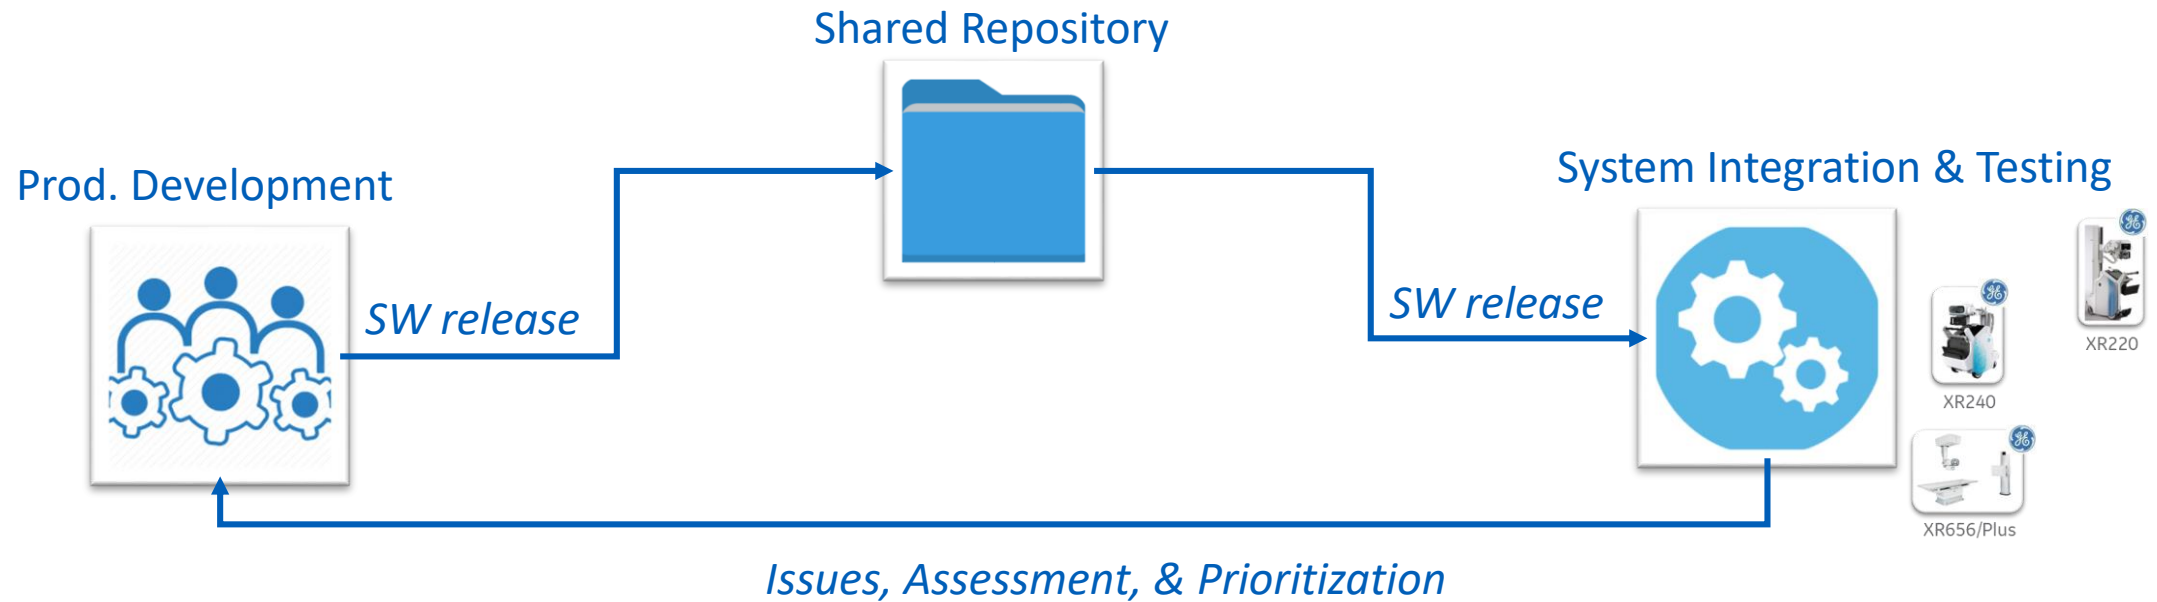 Shared Repository
Prod. Development
System Integration & Testing
SW release
SW release
XR220
XR240
XR656/Plus
Issues, Assessment, & Prioritization